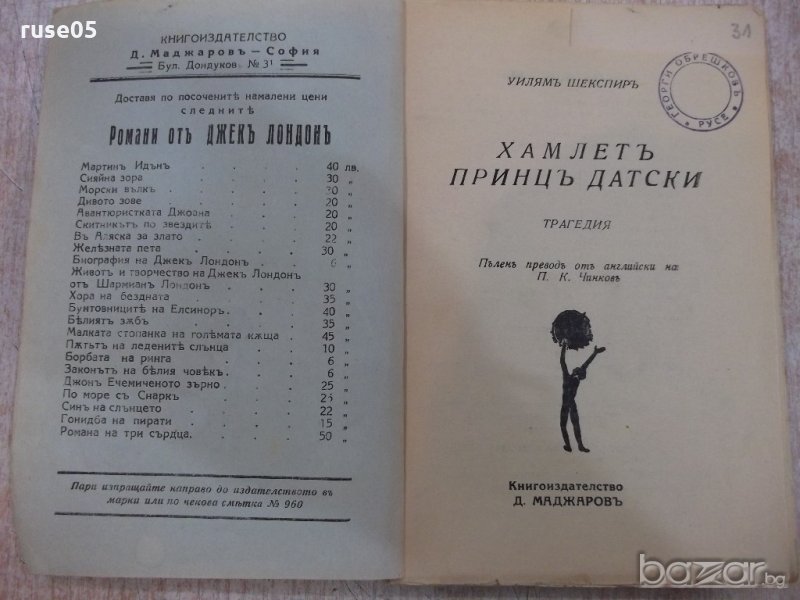 ruse05
КНИГОИЗДАТЕЛСТВО
Д. Маджаровъ — София
Бул. Дондуков № 31
Доставя по посоченитѣ намалени цени
следнитѣ
Романи отъ ДЖЕКЪ ЛОНДОНЪ
Мартинъ Идънъ . . . . 40 лв.
Сияйна зора . . . . 30 „
Морски вълкъ . . . . 30 „
Дивото зове . . . . 20 „
Авантюристката Джоана . . . 20 „
Скитникътъ по звездитѣ . . . 20 „
Въ Аляска за злато . . . . 22 „
Желѣзната пета . . . . 30 „
Биография на Джекъ Лондонъ . . 6 „
Животъ и творчество на Джекъ Лондонъ
отъ Шармианъ Лондонъ . . . 30 „
Хора на бездната . . . . 35 „
Бунтовницитѣ на Елсиноръ . . . 40 „
Бѣлиятъ зѫбъ . . . . 35 „
Малката стопанка на голѣмата кѫща . 45 „
Пѫтьтъ на ледените слънца . . 10 „
Борбата на ринга . . . . 6 „
Законътъ на бѣлия човѣкъ . . . 6 „
Джонъ Ечемиченото зърно . . . 25 „
По море съ Снаркъ . . . . 25 „
Синъ на слънцето . . . . 22 „
Гонидба на пирати . . . . 15 „
Романа на три сърдца. . . . 50 „
Пари изпращайте направо до издателството въ
марки или по чекова смѣтка № 960
31
ГЕОРГИ ОБРЕШКОВЪ
РУСЕ
УИЛЯМЪ ШЕКСПИРЪ
ХАМЛЕТЪ
ПРИНЦЪ ДАТСКИ
ТРАГЕДИЯ
Пъленъ преводъ отъ английски на:
П. К. Чинковъ
Книгоиздателство
Д. МАДЖАРОВЪ
bazar.bg